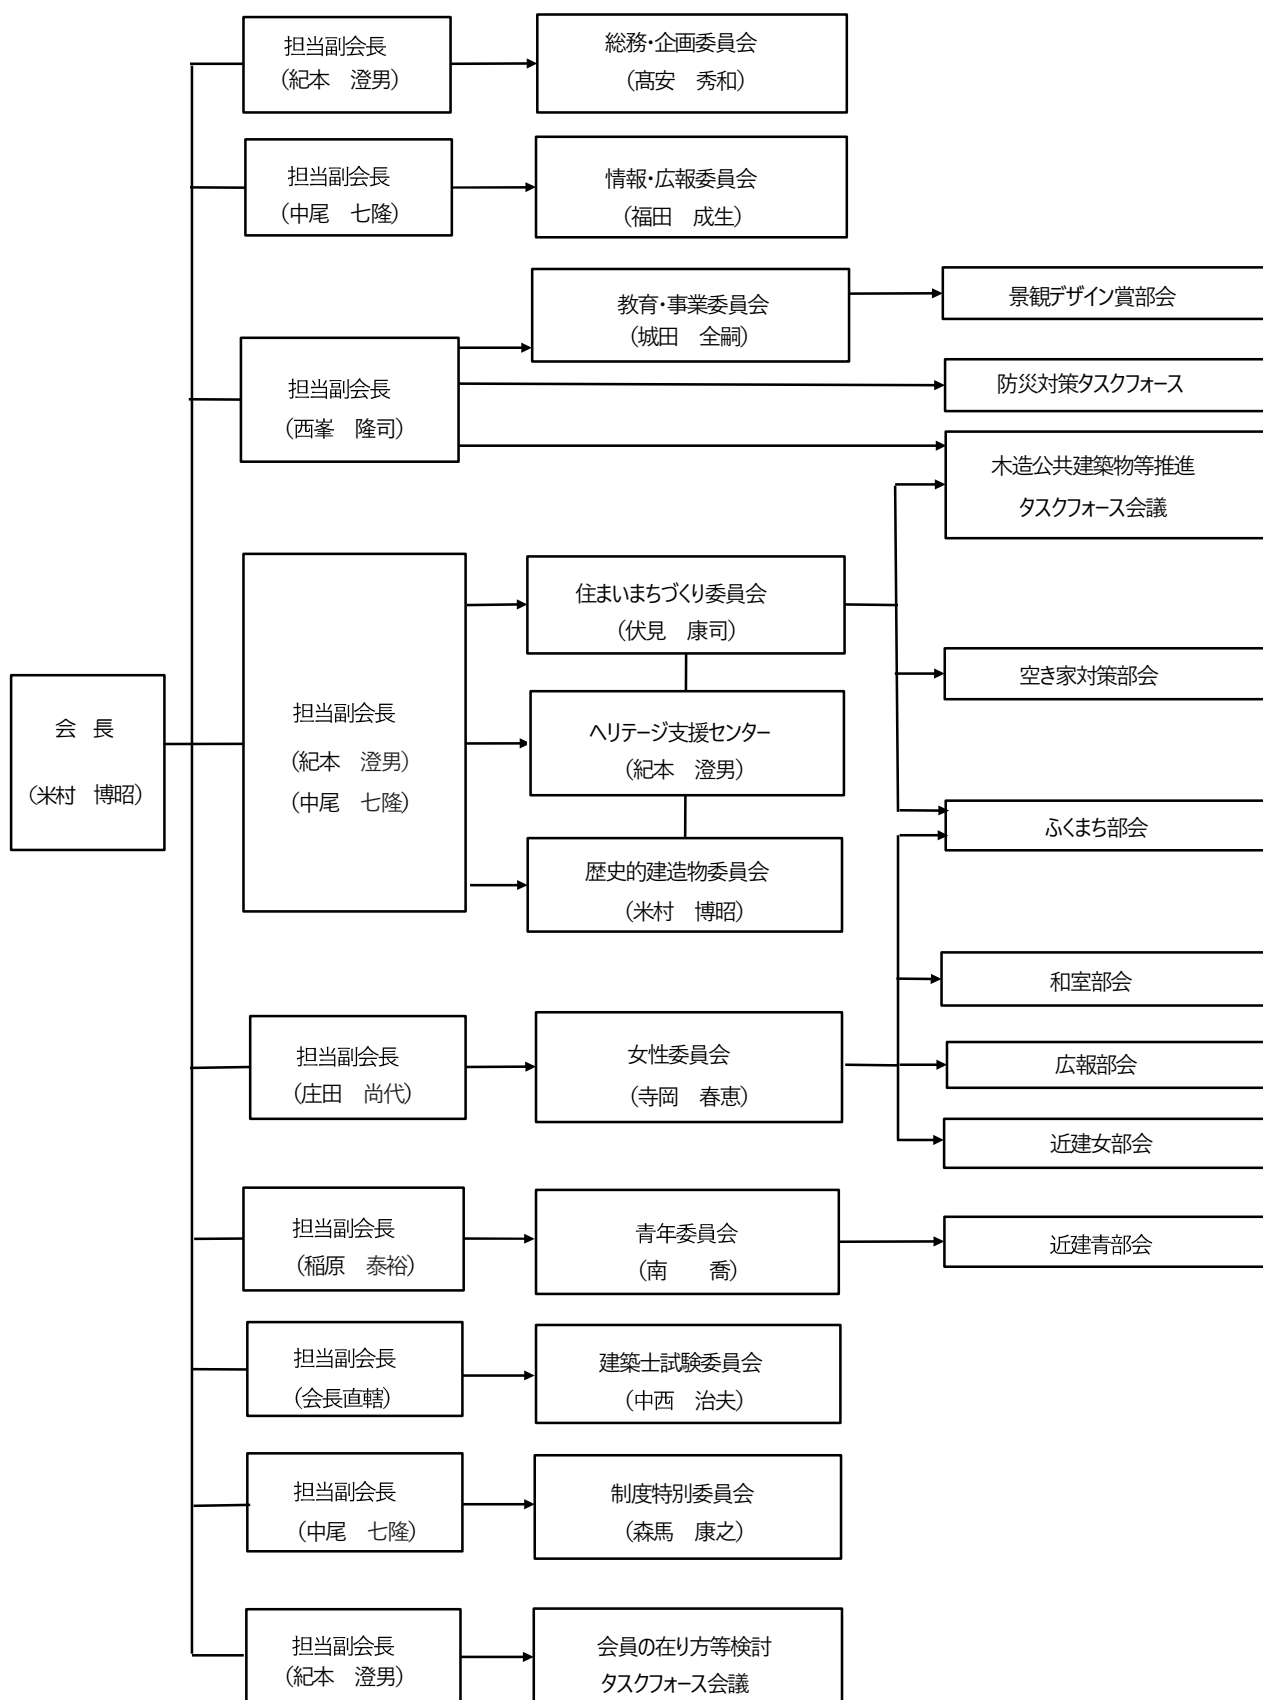 担当副会長
(紀本　澄男)
総務・企画委員会
(髙安　秀和)
担当副会長
(中尾　七隆)
情報・広報委員会
(福田　成生)
教育・事業委員会
(城田　全嗣)
景観デザイン賞部会
担当副会長
(西峯　隆司)
防災対策タスクフォース
木造公共建築物等推進
タスクフォース会議
会　長
(米村　博昭)
担当副会長
(紀本　澄男)
(中尾　七隆)
住まいまちづくり委員会
(伏見　康司)
空き家対策部会
ヘリテージ支援センター
(紀本　澄男)
ふくまち部会
歴史的建造物委員会
(米村　博昭)
和室部会
担当副会長
(庄田　尚代)
女性委員会
(寺岡　春恵)
広報部会
近建女部会
担当副会長
(稲原　泰裕)
青年委員会
(南　　喬)
近建青部会
担当副会長
(会長直轄)
建築士試験委員会
(中西　治夫)
担当副会長
(中尾　七隆)
制度特別委員会
(森馬　康之)
担当副会長
(紀本　澄男)
会員の在り方等検討
タスクフォース会議